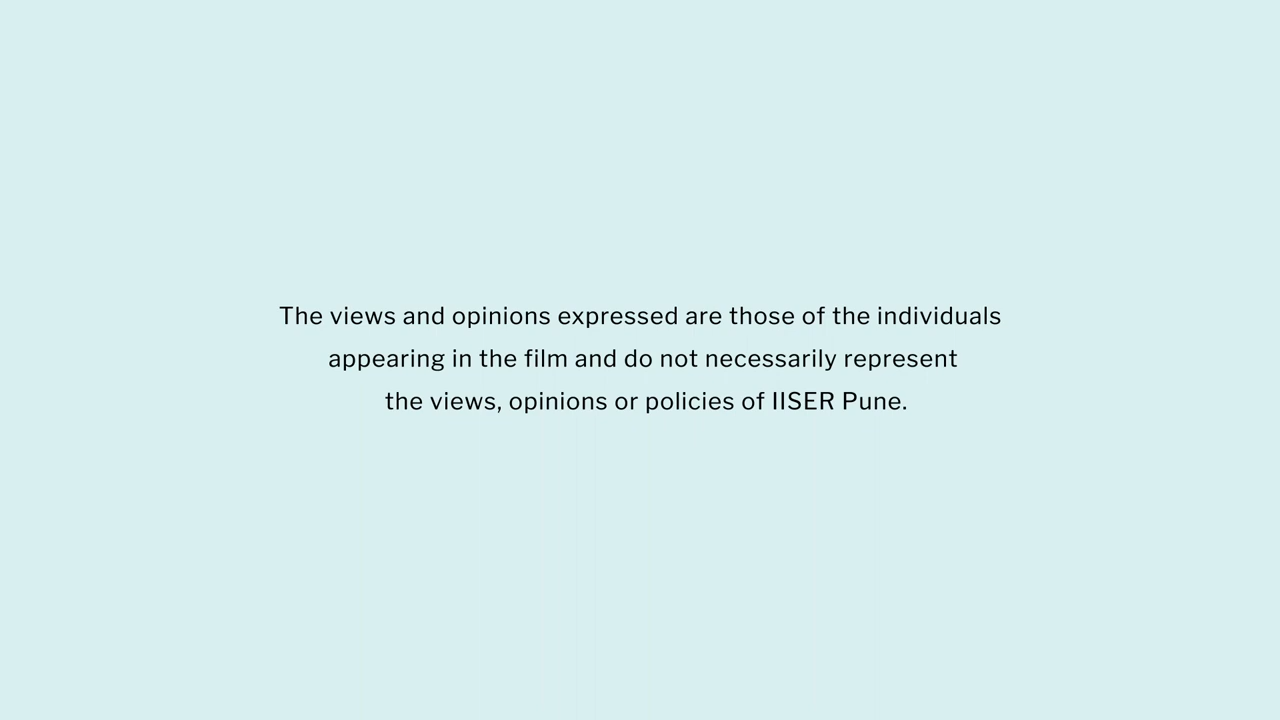 The views and opinions expressed are those of the individuals
appearing in the film and do not necessarily represent
the views, opinions or policies of IISER Pune.